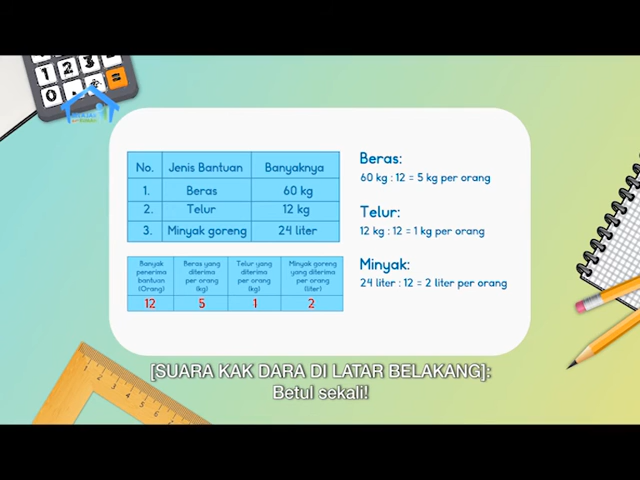 No. Jenis Bantuan Banyaknya
1. Beras 60 kg
2. Telur 12 kg
3. Minyak goreng 24 liter
Banyak penerima bantuan (Orang)
Beras yang diterima per orang (kg)
Telur yang diterima per orang (kg)
Minyak goreng yang diterima per orang (liter)
12 5 1 2
Beras:
60 kg : 12 = 5 kg per orang
Telur:
12 kg : 12 = 1 kg per orang
Minyak:
24 liter : 12 = 2 liter per orang
[SUARA KAK DARA DI LATAR BELAKANG]:
Betul sekali!